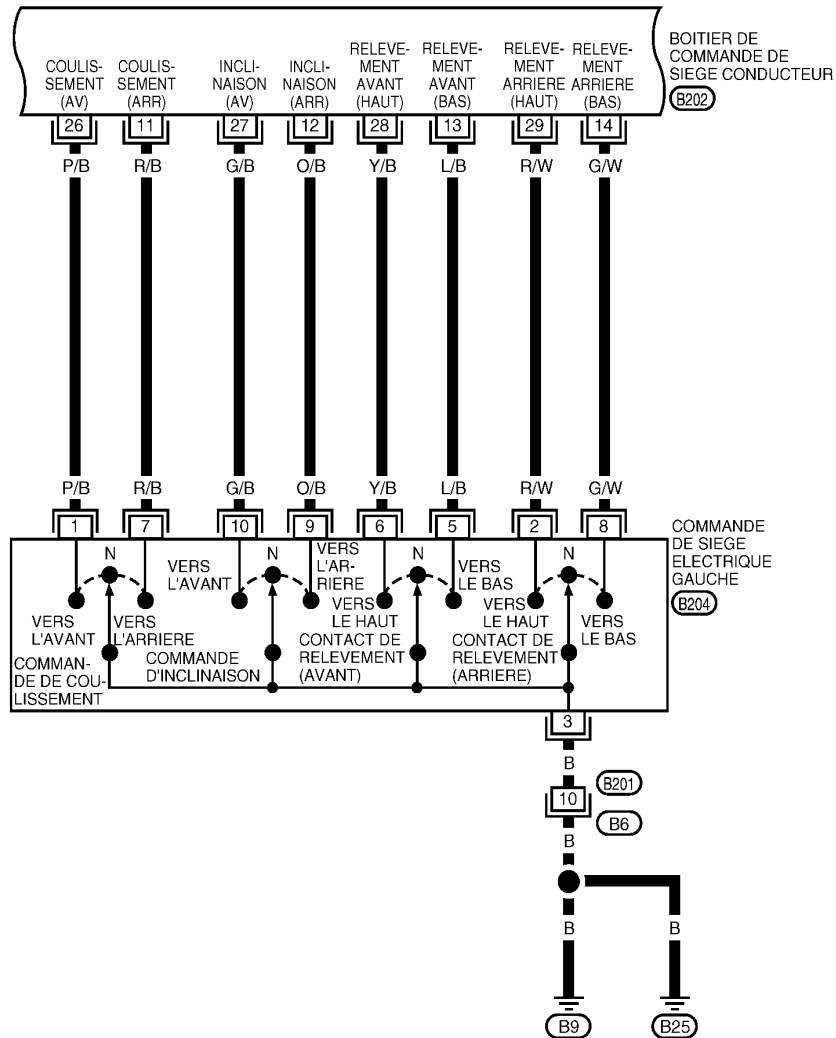 BOITIER DE
COMMANDE DE
SIEGE CONDUCTEUR
B202
COULIS-
SEMENT
(AV)
COULIS-
SEMENT
(ARR)
INCLI-
NAISON
(AV)
INCLI-
NAISON
(ARR)
RELEVE-
MENT
AVANT
(HAUT)
RELEVE-
MENT
AVANT
(BAS)
RELEVE-
MENT
ARRIERE
(HAUT)
RELEVE-
MENT
ARRIERE
(BAS)
26 11 27 12 28 13 29 14
P/B R/B G/B O/B Y/B L/B R/W G/W
P/B R/B G/B O/B Y/B L/B R/W G/W
1 7 10 9 6 5 2 8
COMMANDE
DE SIEGE
ELECTRIQUE
GAUCHE
B204
N N N N
VERS
L'AVANT
VERS
L'ARRIERE
VERS
L'AVANT
VERS
L'AR-
RIERE
VERS
LE HAUT
VERS
LE BAS
VERS
LE HAUT
VERS
LE BAS
COMMAN-
DE DE COU-
LISSEMENT
COMMANDE
D'INCLINAISON
CONTACT DE
RELEVEMENT
(AVANT)
CONTACT DE
RELEVEMENT
(ARRIERE)
3
B
B201
10
B6
B
B B
B9 B25